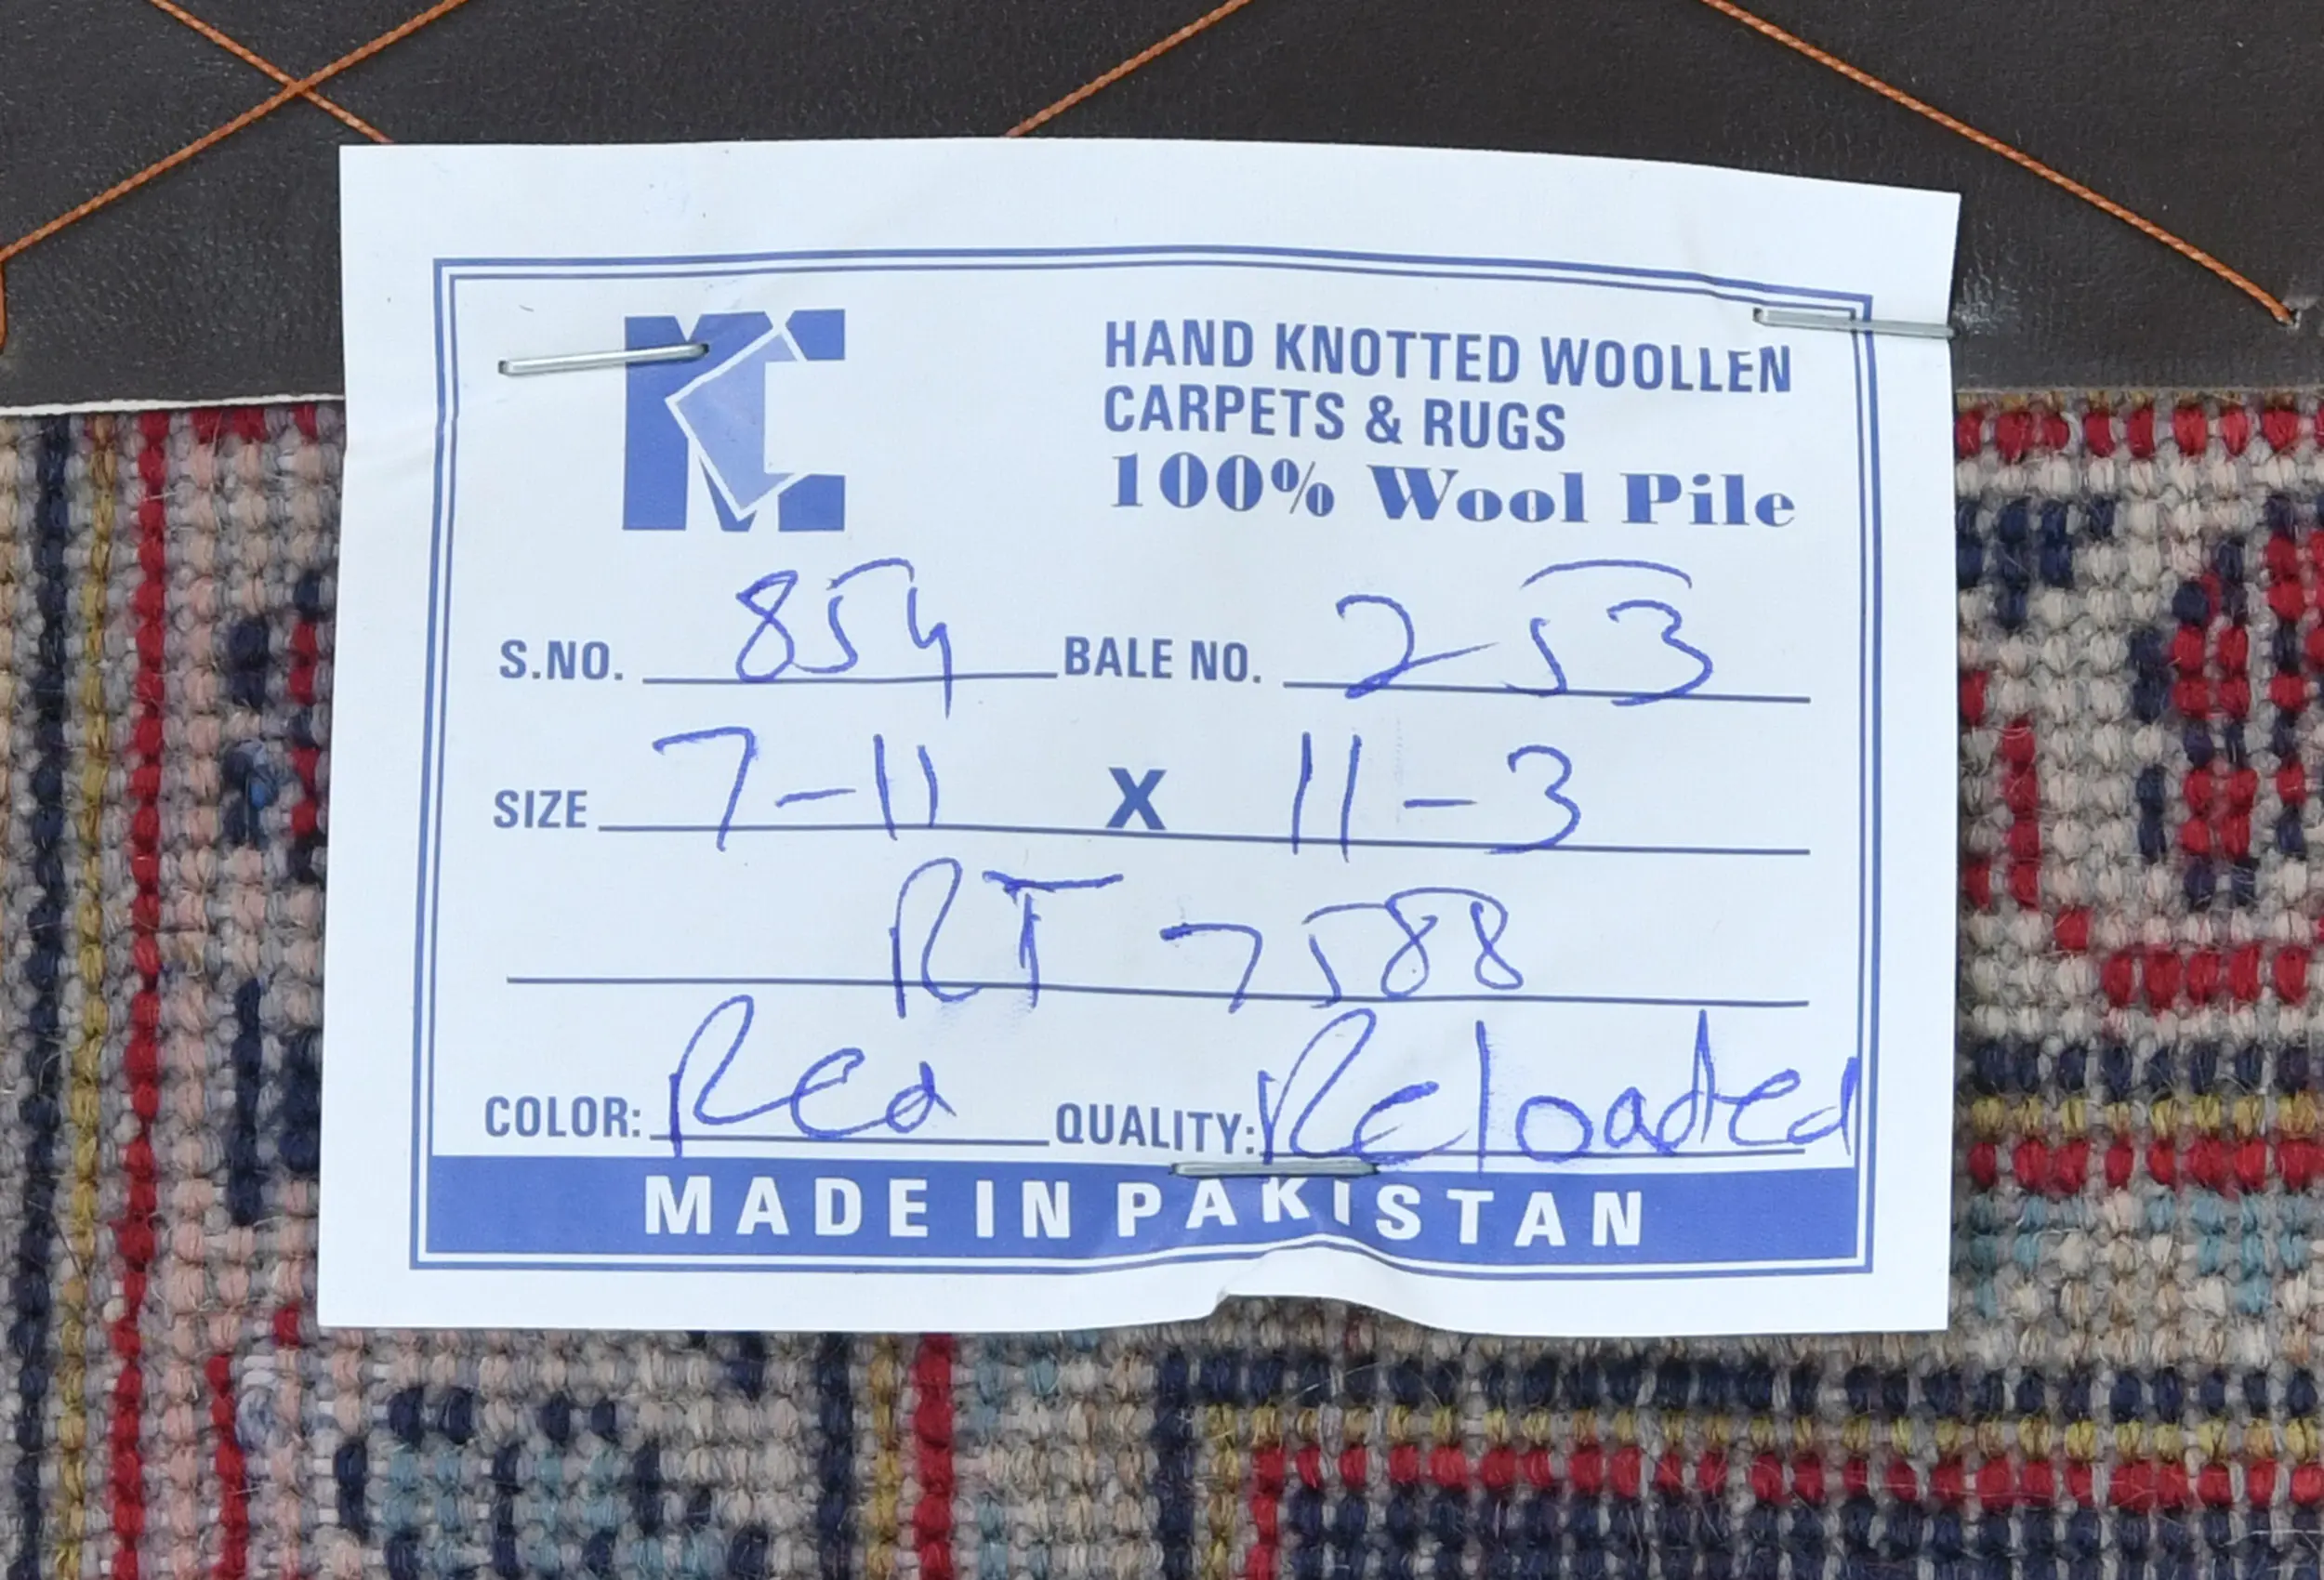 MC
HAND KNOTTED WOOLLEN
CARPETS & RUGS
100% Wool Pile
S.NO. 854 BALE NO. 253
SIZE 7-11 X 11-3
RT 7588
COLOR: Red QUALITY: Reloaded
MADE IN PAKISTAN